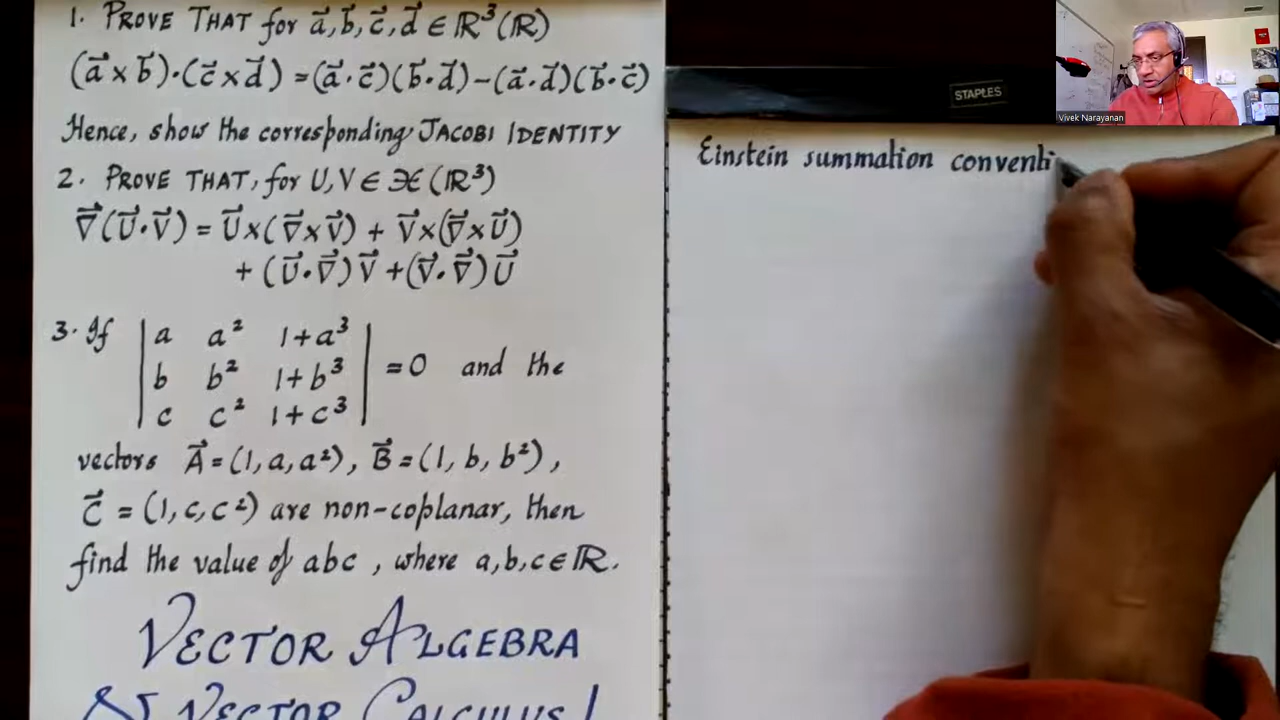 1. PROVE THAT for a⃗, b⃗, c⃗, d⃗ ∈ ℝ³(ℝ)
(a⃗ × b⃗)·(c⃗ × d⃗) = (a⃗·c⃗)(b⃗·d⃗) − (a⃗·d⃗)(b⃗·c⃗)
Hence, show the corresponding JACOBI IDENTITY
2. PROVE THAT, for U, V ∈ 𝔛(ℝ³)
∇⃗(U⃗·V⃗) = U⃗×(∇⃗×V⃗) + V⃗×(∇⃗×U⃗)
+ (U⃗·∇⃗)V⃗ + (V⃗·∇⃗)U⃗
3. If | a a² 1+a³ |
| b b² 1+b³ | = 0 and the
| c c² 1+c³ |
vectors A⃗ = (1, a, a²), B⃗ = (1, b, b²),
C⃗ = (1, c, c²) are non-coplanar, then
find the value of abc, where a, b, c ∈ ℝ.
VECTOR ALGEBRA
& VECTOR CALCULUS!
STAPLES
Einstein summation conventi
Vivek Narayanan